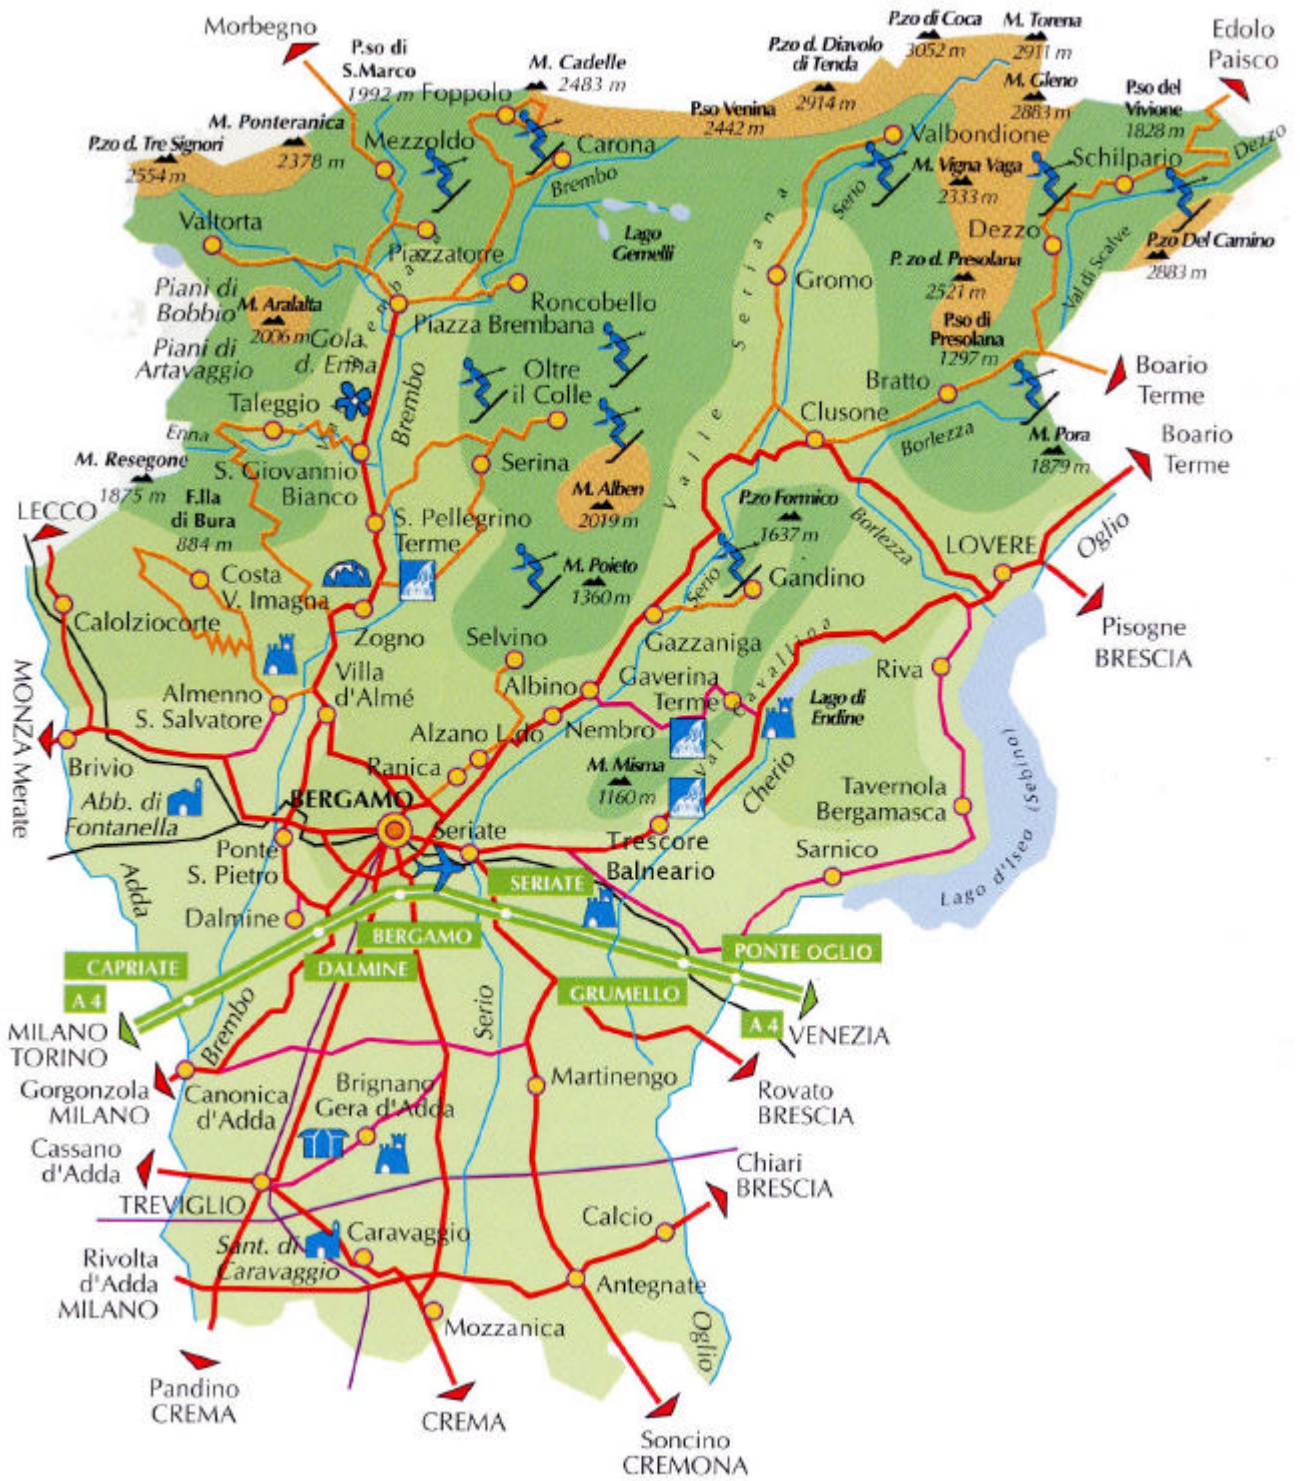 Morbegno
P.so di
S.Marco
1992 m
M. Cadelle
2483 m
P.zo d. Diavolo
di Tenda
2914 m
P.zo di Coca
3052 m
M. Torena
2911 m
Edolo
Paisco
M. Gleno
2883 m
P.so del
Vivione
1828 m
Foppolo
P.so Venina
2442 m
M. Ponteranica
2378 m
P.zo d. Tre Signori
2554 m
Mezzoldo
Carona
Brembo
Valbondione
M. Vigna Vaga
2333 m
Schilpario
Dezzo
Valtorta
Piazzatorre
Lago
Gemelli
Serio
Dezzo
Val di Scalve
P.zo Del Camino
2883 m
P. zo d. Presolana
2521 m
Piani di
Bobbio
M. Aralalta
2006 m
Roncobello
Piazza Brembana
Gromo
Valle Seriana
P.so di
Presolana
1297 m
Piani di
Artavaggio
Gola
d. Enna
Oltre
il Colle
Brembo
Boario
Terme
Bratto
Taleggio
Clusone
Enna
Borlezza
Boario
Terme
M. Pora
1879 m
M. Resegone
1875 m
S. Giovannio
Bianco
Serina
M. Alben
2019 m
P.zo Formico
1637 m
F.lla
di Bura
884 m
LECCO
S. Pellegrino
Terme
Borlezza
LOVERE
Oglio
Costa
V. Imagna
M. Poieto
1360 m
Serio
Gandino
Calolziocorte
Zogno
Selvino
Gazzaniga
Pisogne
BRESCIA
Riva
Villa
d'Almé
Albino
Gaverina
Terme
Val Cavallina
Lago di
Endine
MONZA Merate
Almenno
S. Salvatore
Alzano L.do
Nembro
Lago d'Iseo (Sebino)
Brivio
Ranica
M. Misma
1160 m
Cherio
Tavernola
Bergamasca
Abb. di
Fontanella
BERGAMO
Seriate
Trescore
Balneario
Sarnico
Ponte
S. Pietro
Adda
SERIATE
Dalmine
BERGAMO
PONTE OGLIO
CAPRIATE
DALMINE
GRUMELLO
A 4
A 4
VENEZIA
MILANO
TORINO
Brembo
Serio
Gorgonzola
MILANO
Canonica
d'Adda
Brignano
Gera d'Adda
Martinengo
Rovato
BRESCIA
Cassano
d'Adda
Chiari
BRESCIA
TREVIGLIO
Calcio
Sant. di
Caravaggio
Caravaggio
Rivolta
d'Adda
MILANO
Antegnate
Mozzanica
Oglio
Pandino
CREMA
CREMA
Soncino
CREMONA